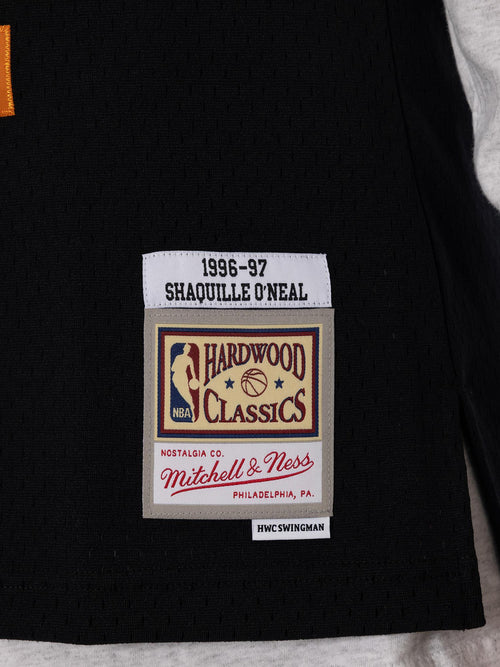 1996-97
SHAQUILLE O'NEAL
HARDWOOD
CLASSICS
NBA
NOSTALGIA CO.
Mitchell & Ness
PHILADELPHIA, PA.
HWC SWINGMAN